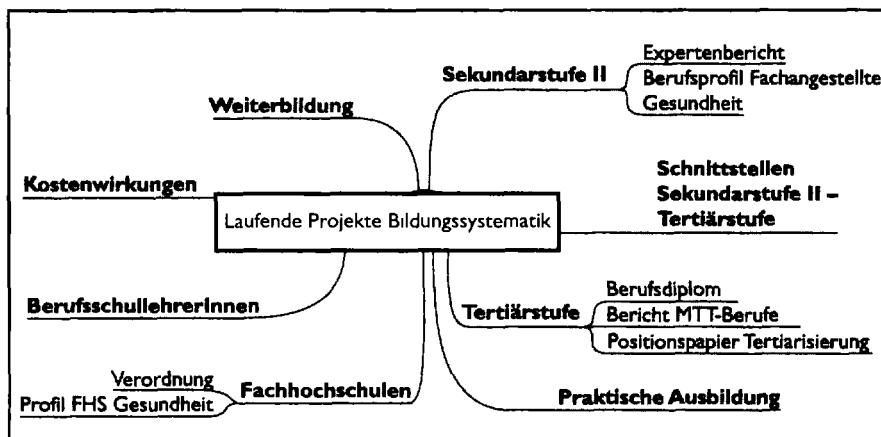 Expertenbericht
Sekundarstufe II
Berufsprofil Fachangestellte
Gesundheit
Weiterbildung
Kostenwirkungen
Schnittstellen
Sekundarstufe II –
Tertiärstufe
Laufende Projekte Bildungssystematik
BerufsschullehrerInnen
Berufsdiplom
Tertiärstufe
Bericht MTT-Berufe
Positionspapier Tertiarisierung
Verordnung
Fachhochschulen
Profil FHS Gesundheit
Praktische Ausbildung